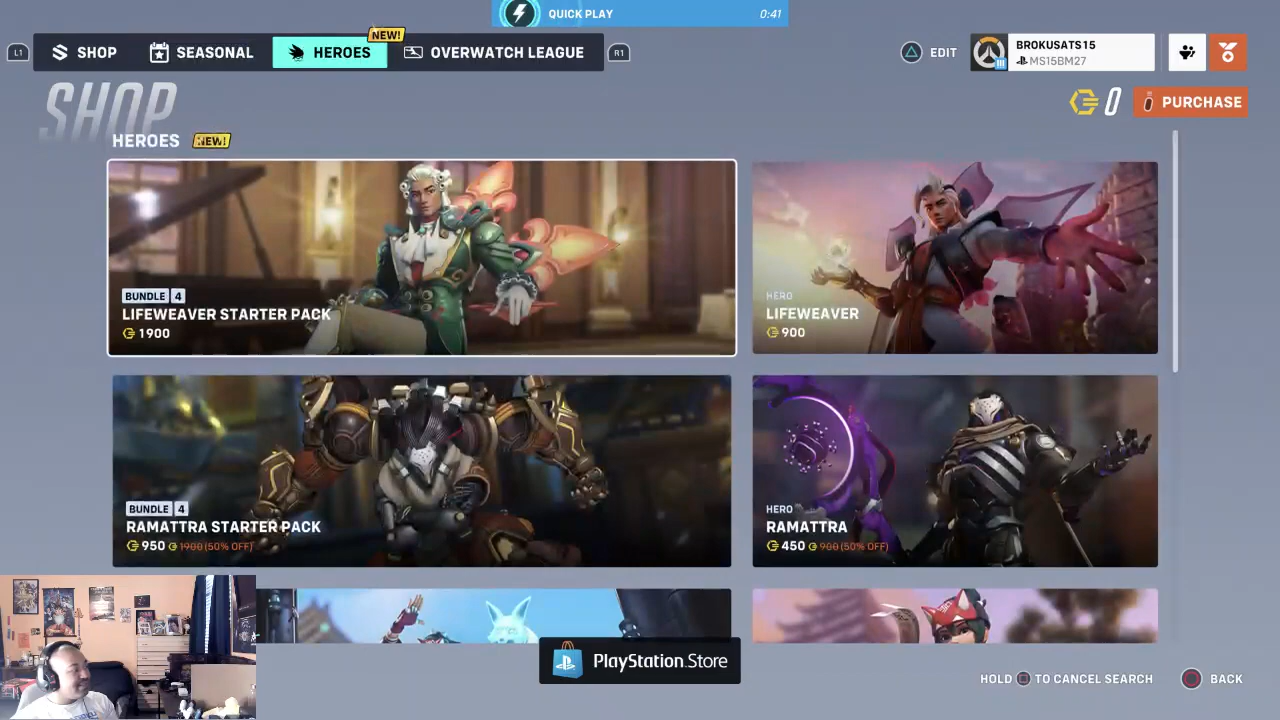 QUICK PLAY 0:41
L1 SHOP SEASONAL HEROES NEW! OVERWATCH LEAGUE R1
EDIT BROKUSATS15
MS15BM27
SHOP
HEROES NEW!
0 PURCHASE
BUNDLE 4
LIFEWEAVER STARTER PACK
1900
HERO
LIFEWEAVER
900
BUNDLE 4
RAMATTRA STARTER PACK
950 1900 (50% OFF)
HERO
RAMATTRA
450 900 (50% OFF)
PlayStation.Store
HOLD TO CANCEL SEARCH BACK